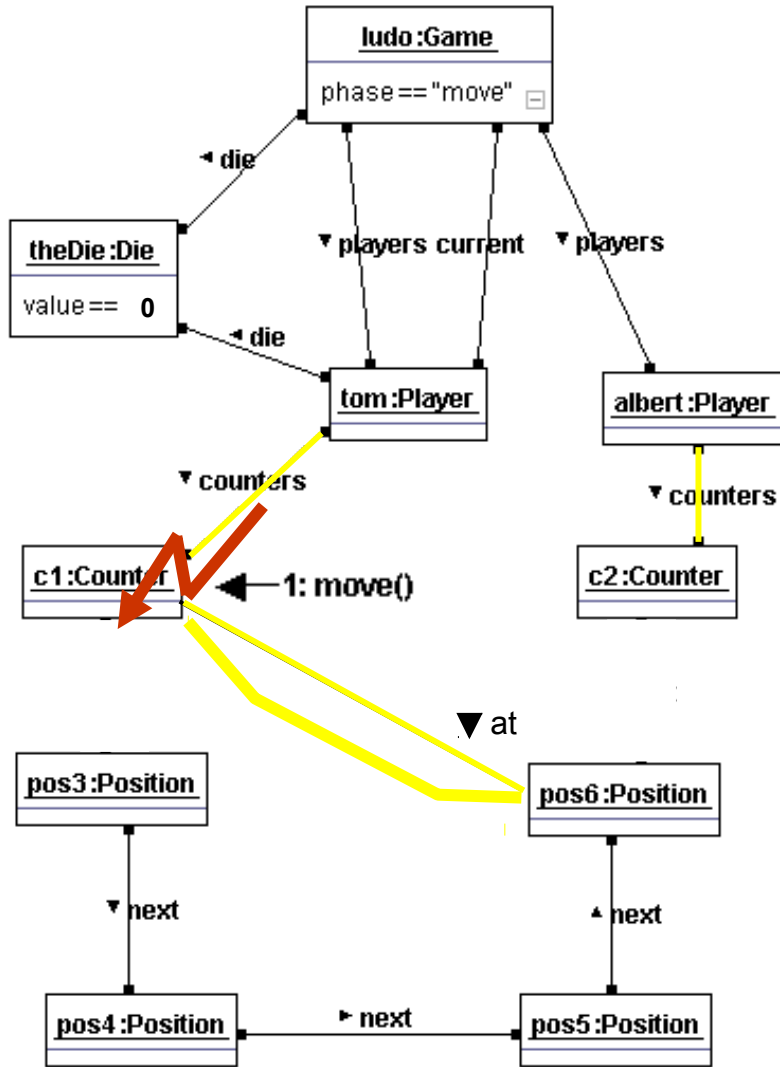 ludo :Game
phase == "move"
◄ die
theDie :Die
value == 0
▼ players current
▼ players
◄ die
tom :Player
albert :Player
▼ counters
▼ counters
c1 :Counter
1: move()
c2 :Counter
▼ at
pos3 :Position
pos6 :Position
▼ next
▲ next
pos4 :Position
► next
pos5 :Position